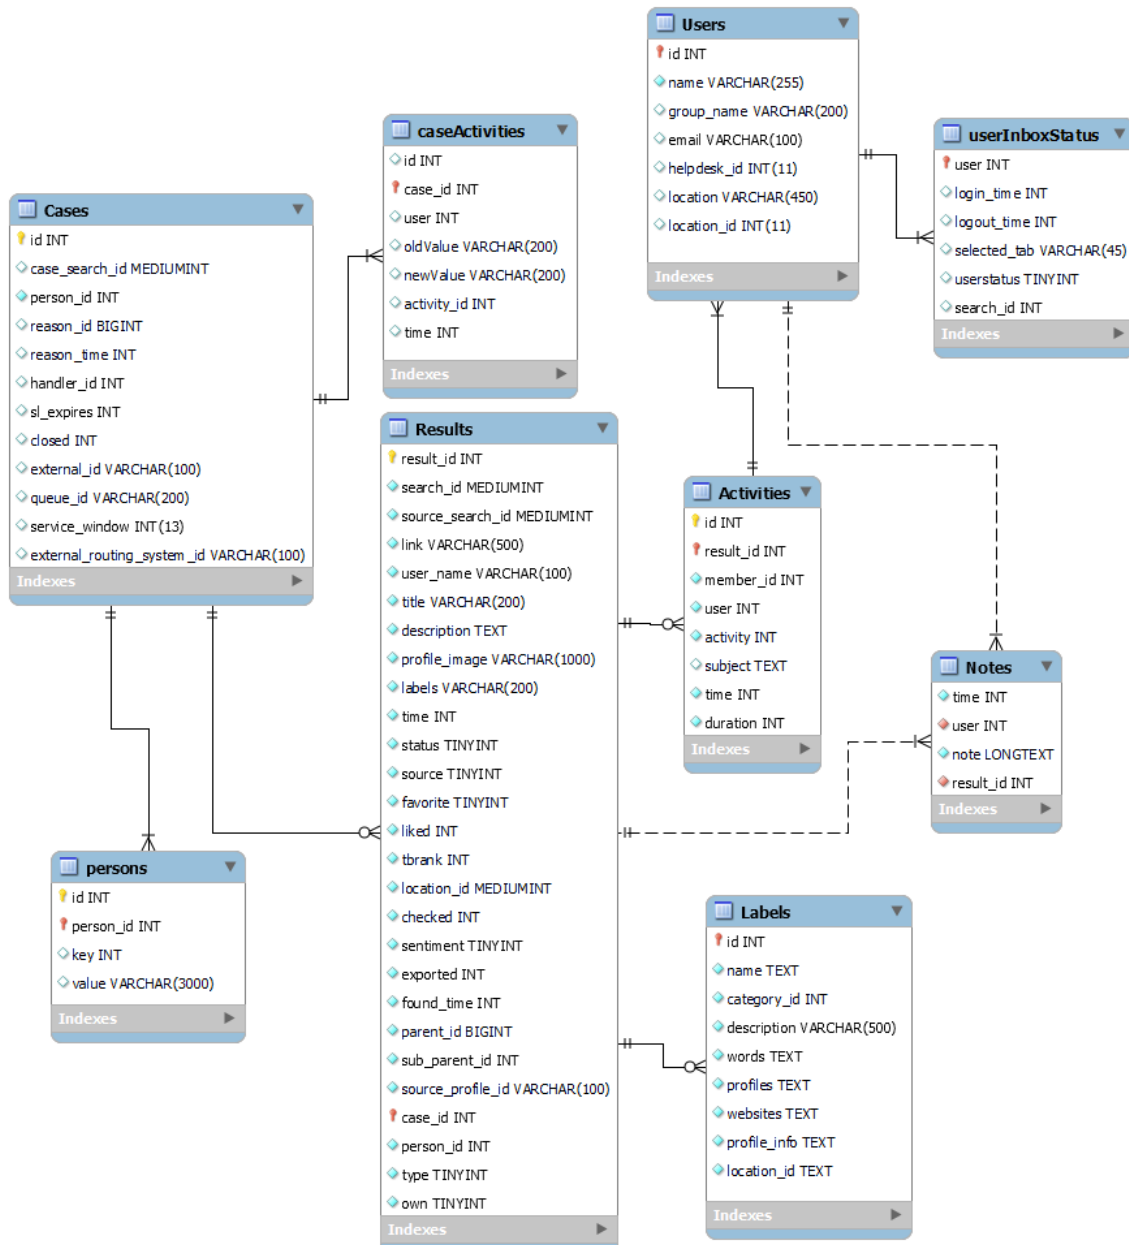 Users
id INT
name VARCHAR(255)
group_name VARCHAR(200)
email VARCHAR(100)
helpdesk_id INT(11)
location VARCHAR(450)
location_id INT(11)
Indexes
caseActivities
id INT
case_id INT
user INT
oldValue VARCHAR(200)
newValue VARCHAR(200)
activity_id INT
time INT
Indexes
userInboxStatus
user INT
login_time INT
logout_time INT
selected_tab VARCHAR(45)
userstatus TINYINT
search_id INT
Indexes
Cases
id INT
case_search_id MEDIUMINT
person_id INT
reason_id BIGINT
reason_time INT
handler_id INT
sl_expires INT
closed INT
external_id VARCHAR(100)
queue_id VARCHAR(200)
service_window INT(13)
external_routing_system_id VARCHAR(100)
Indexes
Results
result_id INT
search_id MEDIUMINT
source_search_id MEDIUMINT
link VARCHAR(500)
user_name VARCHAR(100)
title VARCHAR(200)
description TEXT
profile_image VARCHAR(1000)
labels VARCHAR(200)
time INT
status TINYINT
source TINYINT
favorite TINYINT
liked INT
tbrank INT
location_id MEDIUMINT
checked INT
sentiment TINYINT
exported INT
found_time INT
parent_id BIGINT
sub_parent_id INT
source_profile_id VARCHAR(100)
case_id INT
person_id INT
type TINYINT
own TINYINT
Indexes
Activities
id INT
result_id INT
member_id INT
user INT
activity INT
subject TEXT
time INT
duration INT
Indexes
Notes
time INT
user INT
note LONGTEXT
result_id INT
Indexes
persons
id INT
person_id INT
key INT
value VARCHAR(3000)
Indexes
Labels
id INT
name TEXT
category_id INT
description VARCHAR(500)
words TEXT
profiles TEXT
websites TEXT
profile_info TEXT
location_id TEXT
Indexes